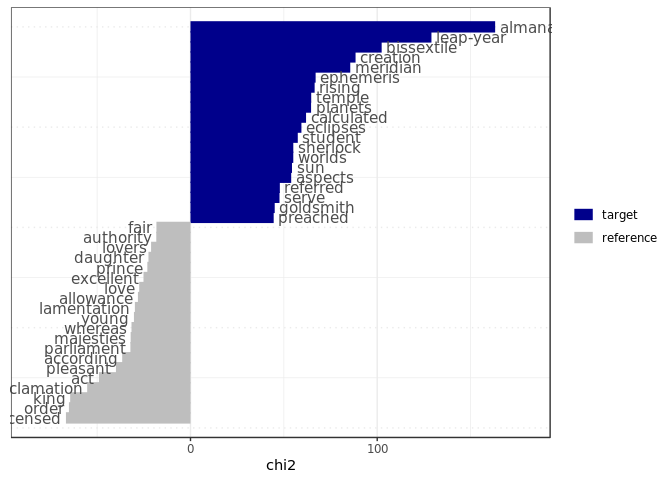 almana
leap-year
bissextile
creation
meridian
ephemeris
rising
temple
planets
calculated
eclipses
student
sherlock
worlds
sun
aspects
referred
serve
goldsmith
preached
fair
authority
lovers
daughter
prince
excellent
love
allowance
lamentation
young
whereas
majesties
parliament
according
pleasant
act
clamation
king
order
censed
0
100
chi2
target
reference